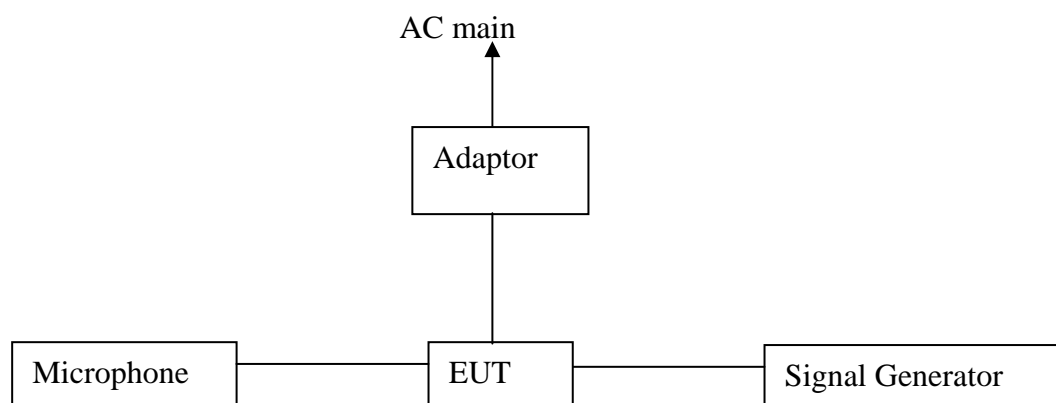 AC main
Adaptor
Microphone
EUT
Signal Generator